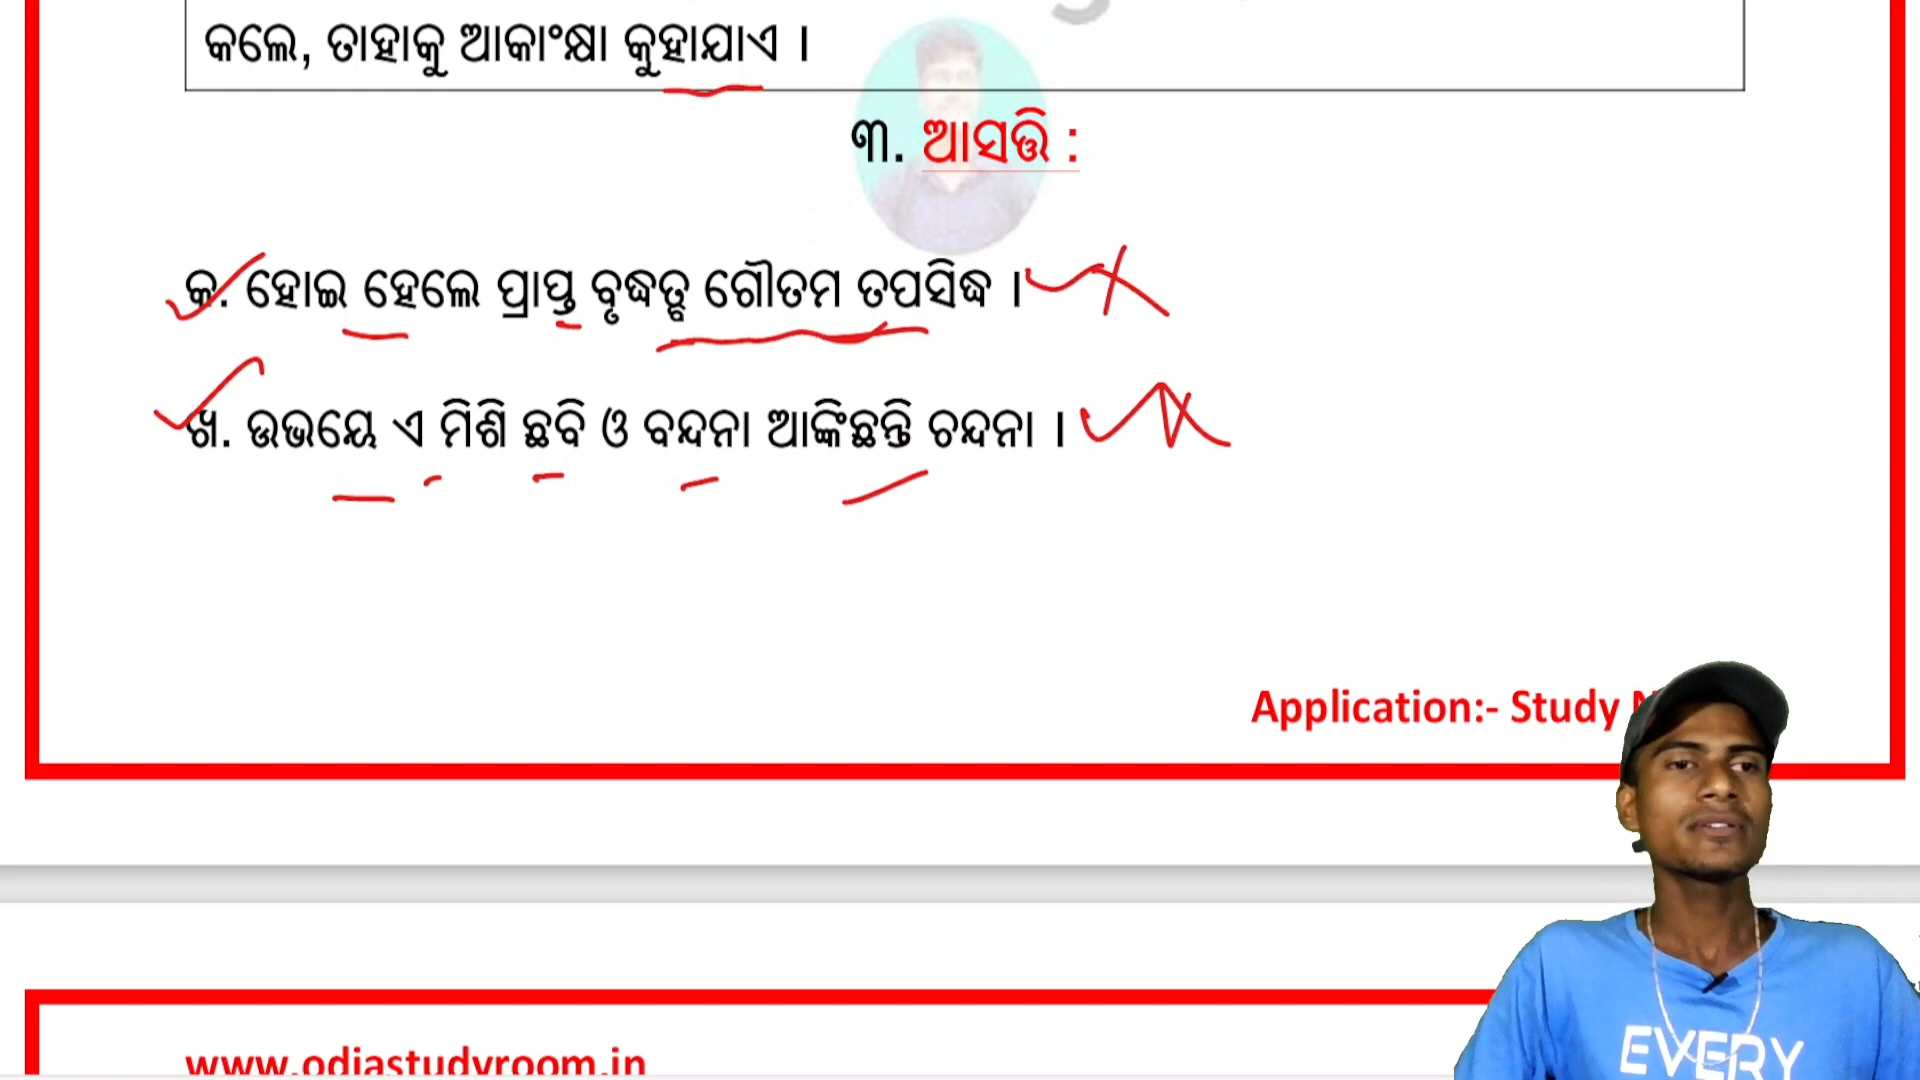 କଲେ, ତାହାକୁ ଆକାଂକ୍ଷା କୁହାଯାଏ ।
୩. ଆସତ୍ତି :
କ. ହୋଇ ହେଲେ ପ୍ରାପ୍ତ ବୃଦ୍ଧତ୍ବ ଗୌତମ ତପସିଦ୍ଧ ।
ଖ. ଉଭୟେ ଏ ମିଶି ଛବି ଓ ବନ୍ଦନା ଆଙ୍କିଛନ୍ତି ଚନ୍ଦନା ।
Application:- Study
www.odiastudyroom.in
EVERY